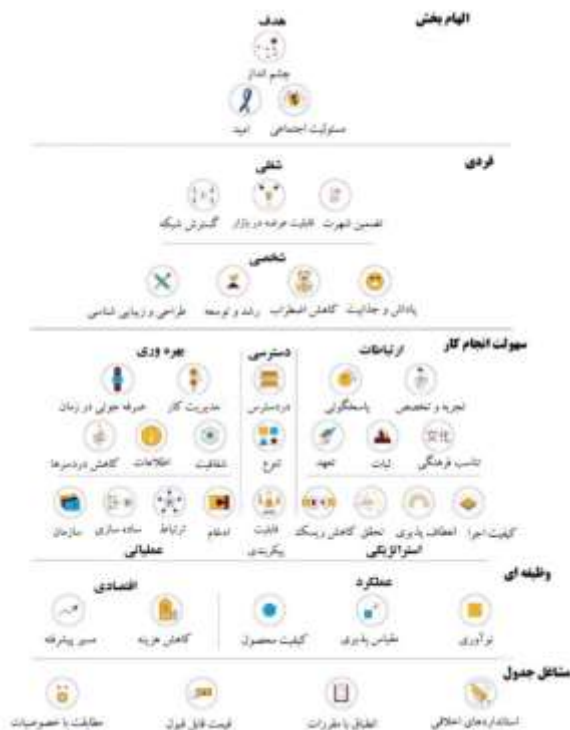 الهام بخش
هدف
چشم انداز
مسئولیت اجتماعی
امید
فردی
شغلی
تضمین شهرت
قابلیت عرضه در بازار
گسترش شبکه
شخصی
پاداش و جذابیت
کاهش اضطراب
رشد و توسعه
طراحی و زیبایی شناسی
سهولت انجام کار
ارتباطات
دسترسی
بهره وری
تجربه و تخصص
پاسخگوئی
دردسترس
مدیریت کار
صرفه جوئی در زمان
تناسب فرهنگی
ثبات
تعهد
تنوع
شفافیت
اطلاعات
کاهش دردسرها
کیفیت اجرا
انعطاف پذیری
تحقق
کاهش ریسک
قابلیت
پیکربندی
ادغام
ارتباط
ساده سازی
سازمان
استراتژیکی
عملیاتی
وظیفه ای
عملکرد
اقتصادی
نوآوری
مقیاس پذیری
کیفیت محصول
کاهش هزینه
مسیر پیشرفته
مشاغل جدول
استانداردهای اخلاقی
انطباق با مقررات
قیمت قابل قبول
مطابقت با خصوصیات